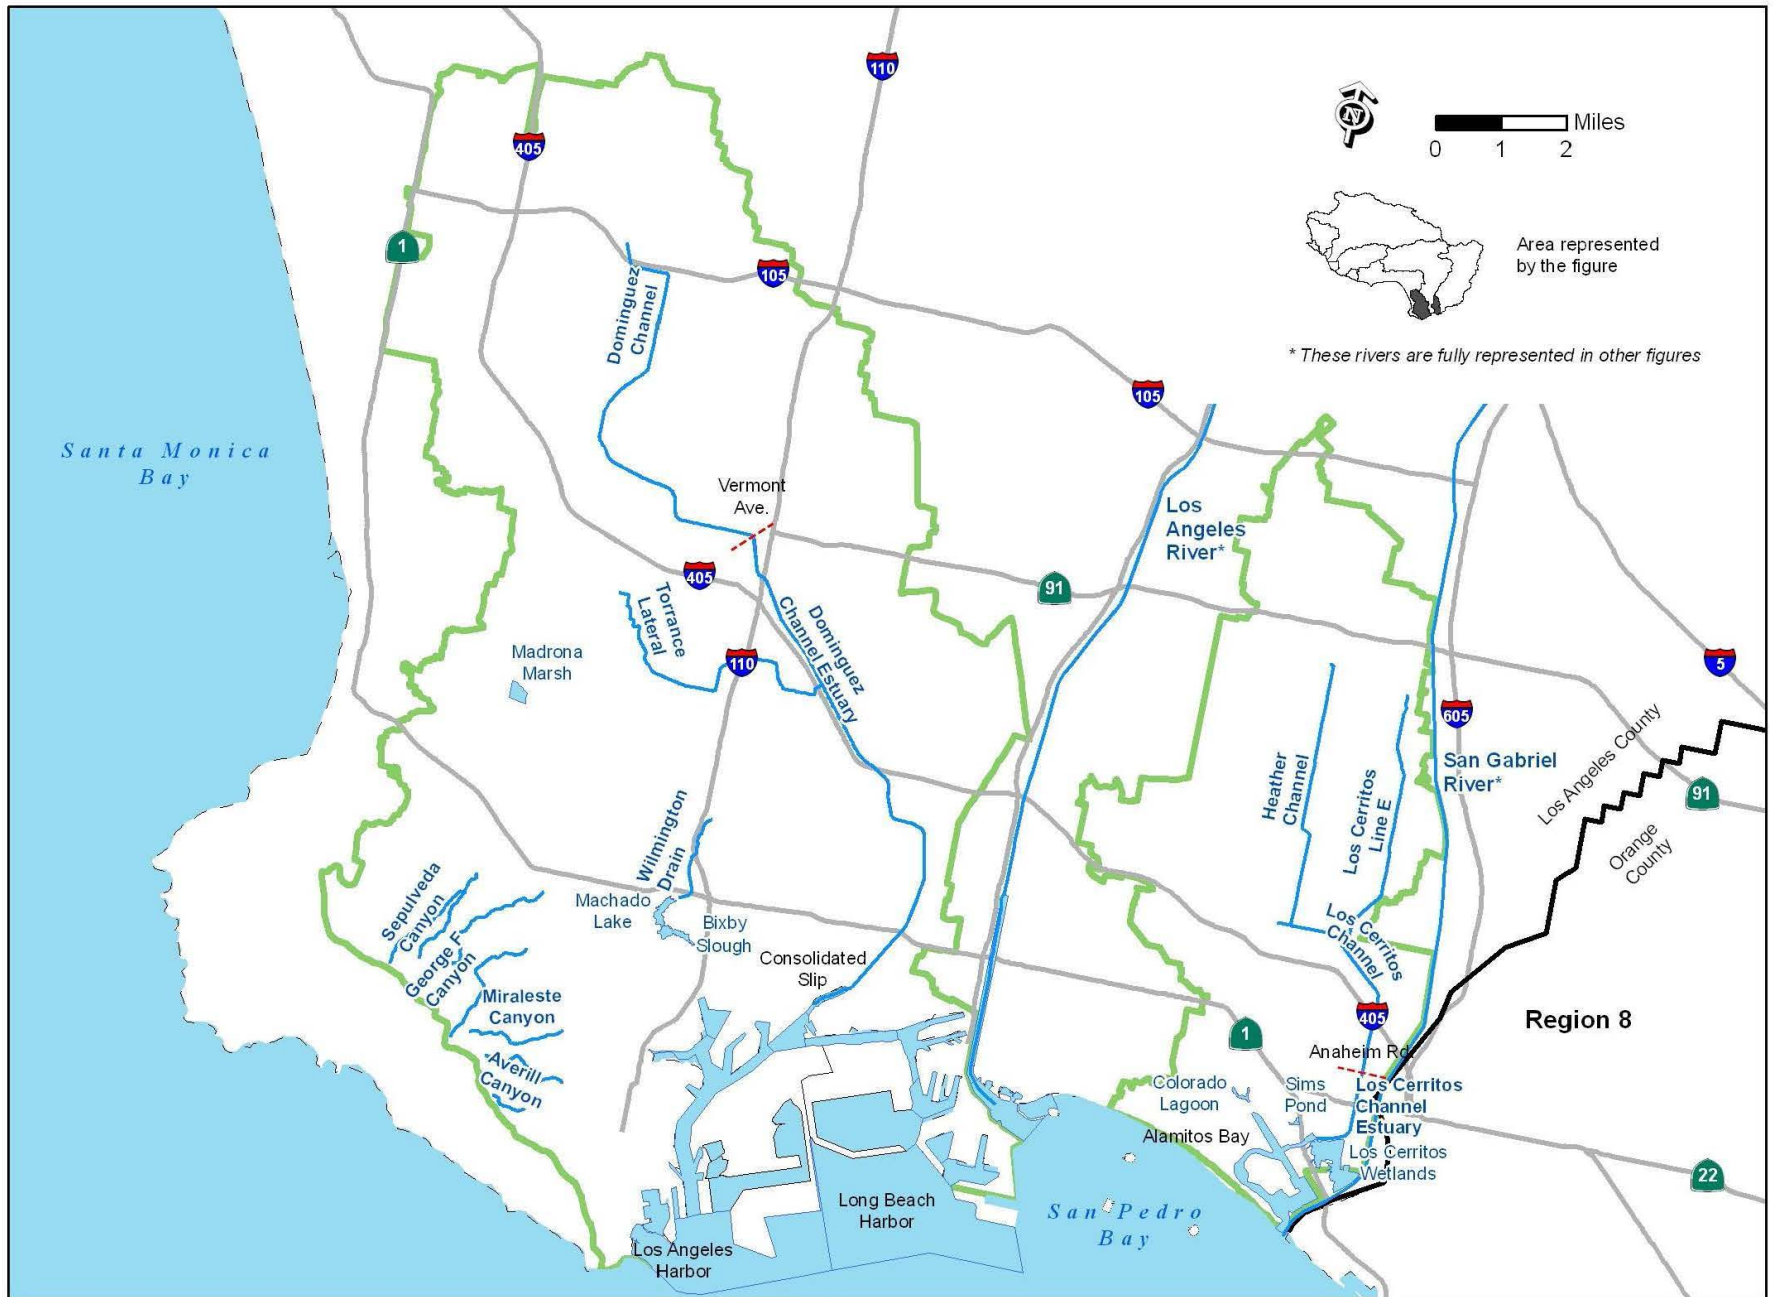 110
N
Miles
0 1 2
405
Area represented
by the figure
1
105
Dominguez
Channel
* These rivers are fully represented in other figures
105
Santa Monica
Bay
Vermont
Ave.
Los
Angeles
River*
405
91
Torrance
Lateral
Dominguez
Channel Estuary
Madrona
Marsh
110
5
605
San Gabriel
River*
Los Angeles County
Orange
County
91
Heather
Channel
Los Cerritos
Line E
Wilmington
Drain
Machado
Lake
Bixby
Slough
Sepulveda
Canyon
George F
Canyon
Los Cerritos
Channel
Consolidated
Slip
Miraleste
Canyon
405
Region 8
1
Anaheim Rd.
Averill
Canyon
Colorado
Lagoon
Sims
Pond
Los Cerritos
Channel
Estuary
Alamitos Bay
Los Cerritos
Wetlands
22
Long Beach
Harbor
San Pedro
Bay
Los Angeles
Harbor